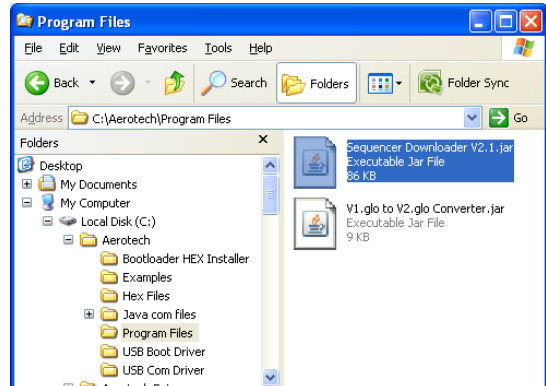 Program Files
File Edit View Favorites Tools Help
Back Search Folders Folder Sync
Address C:\Aerotech\Program Files Go
Folders x
Desktop
My Documents
My Computer
Local Disk (C:)
Aerotech
Bootloader HEX Installer
Examples
Hex Files
Java com files
Program Files
USB Boot Driver
USB Com Driver
Sequencer Downloader V2.1.jar
Executable Jar File
86 KB
V1.glo to V2.glo Converter.jar
Executable Jar File
9 KB